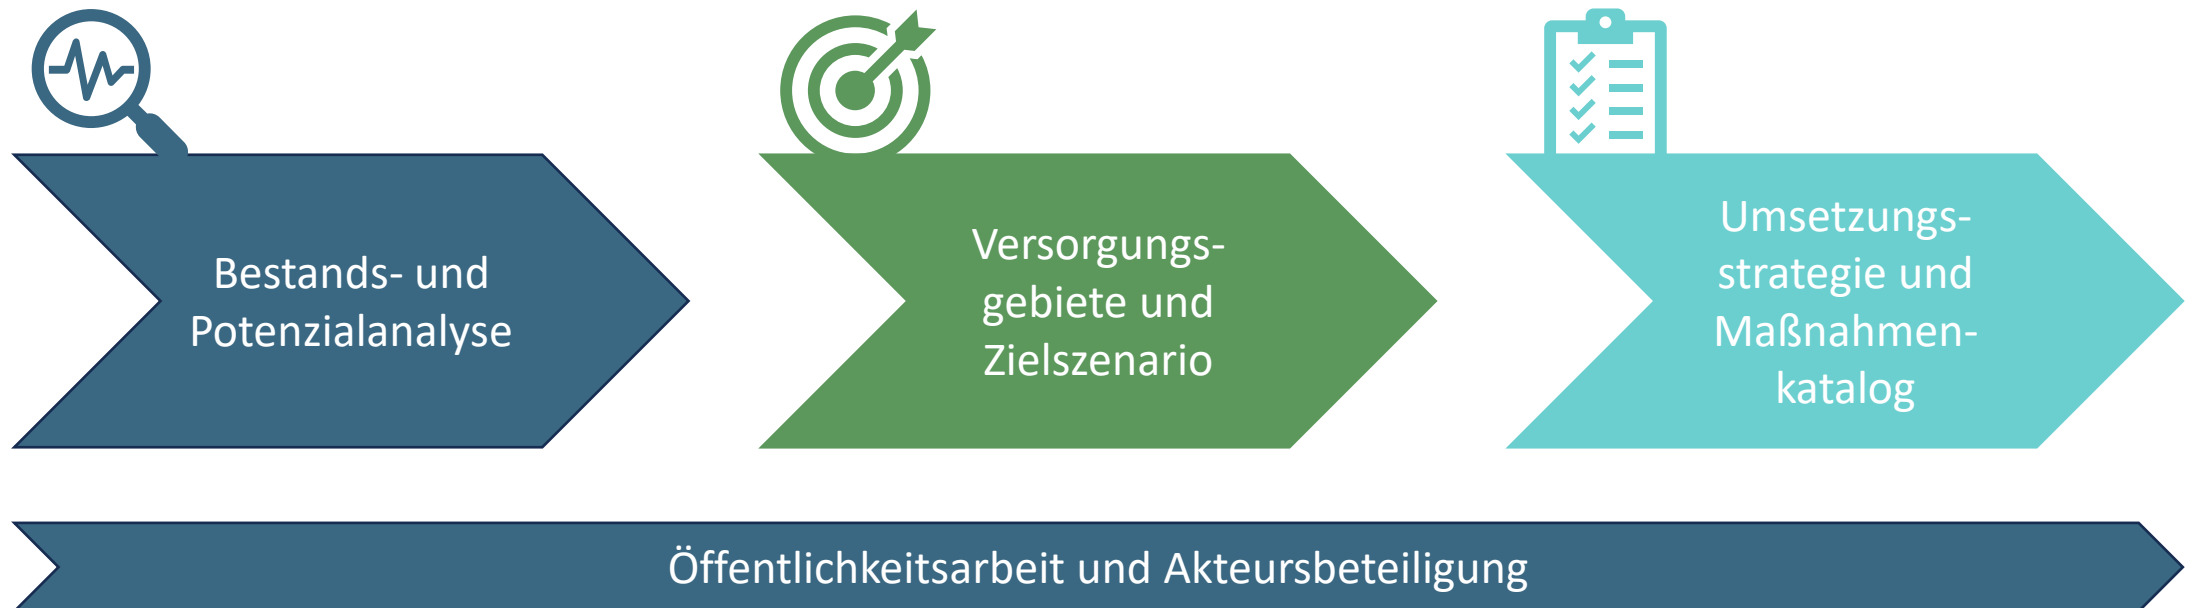 Bestands- und
Potenzialanalyse
Versorgungs-
gebiete und
Zielszenario
Umsetzungs-
strategie und
Maßnahmen-
katalog
Öffentlichkeitsarbeit und Akteursbeteiligung